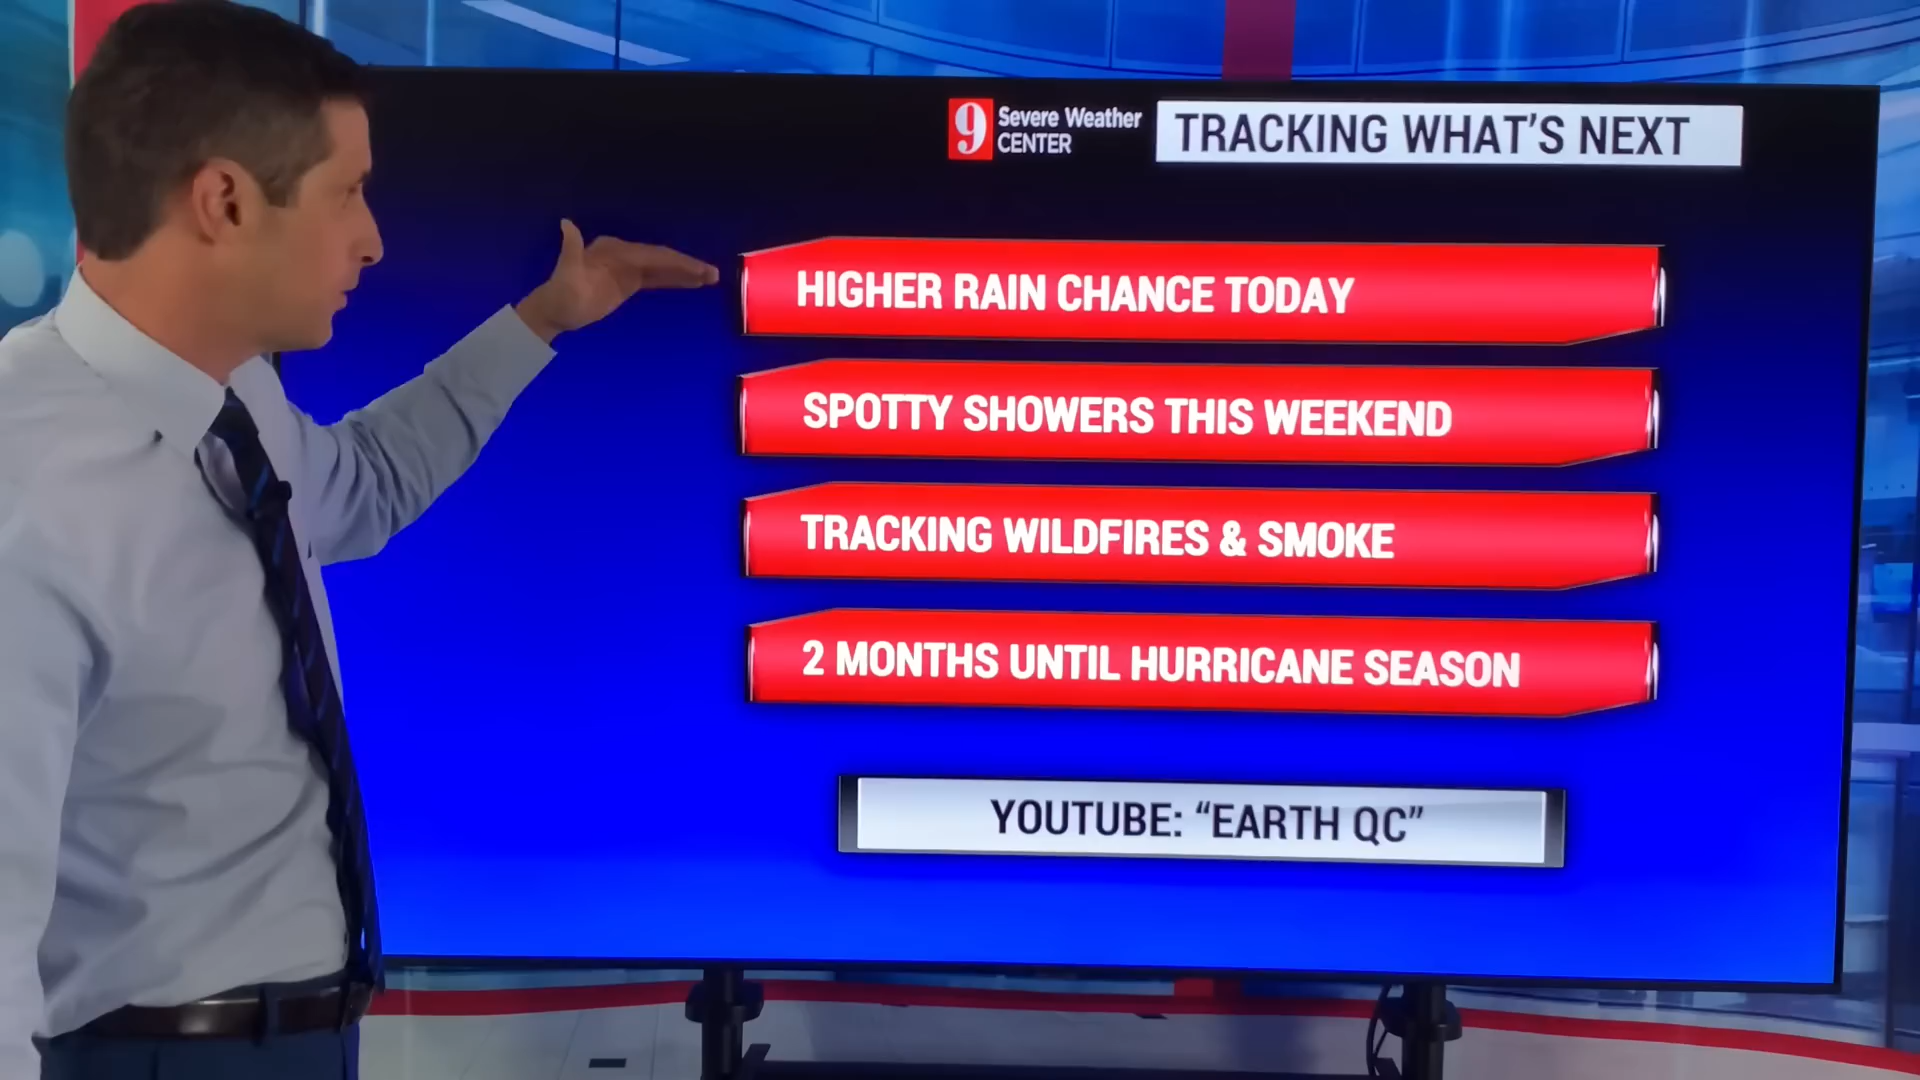 9 Severe Weather
CENTER
TRACKING WHAT'S NEXT
HIGHER RAIN CHANCE TODAY
SPOTTY SHOWERS THIS WEEKEND
TRACKING WILDFIRES & SMOKE
2 MONTHS UNTIL HURRICANE SEASON
YOUTUBE: “EARTH QC”